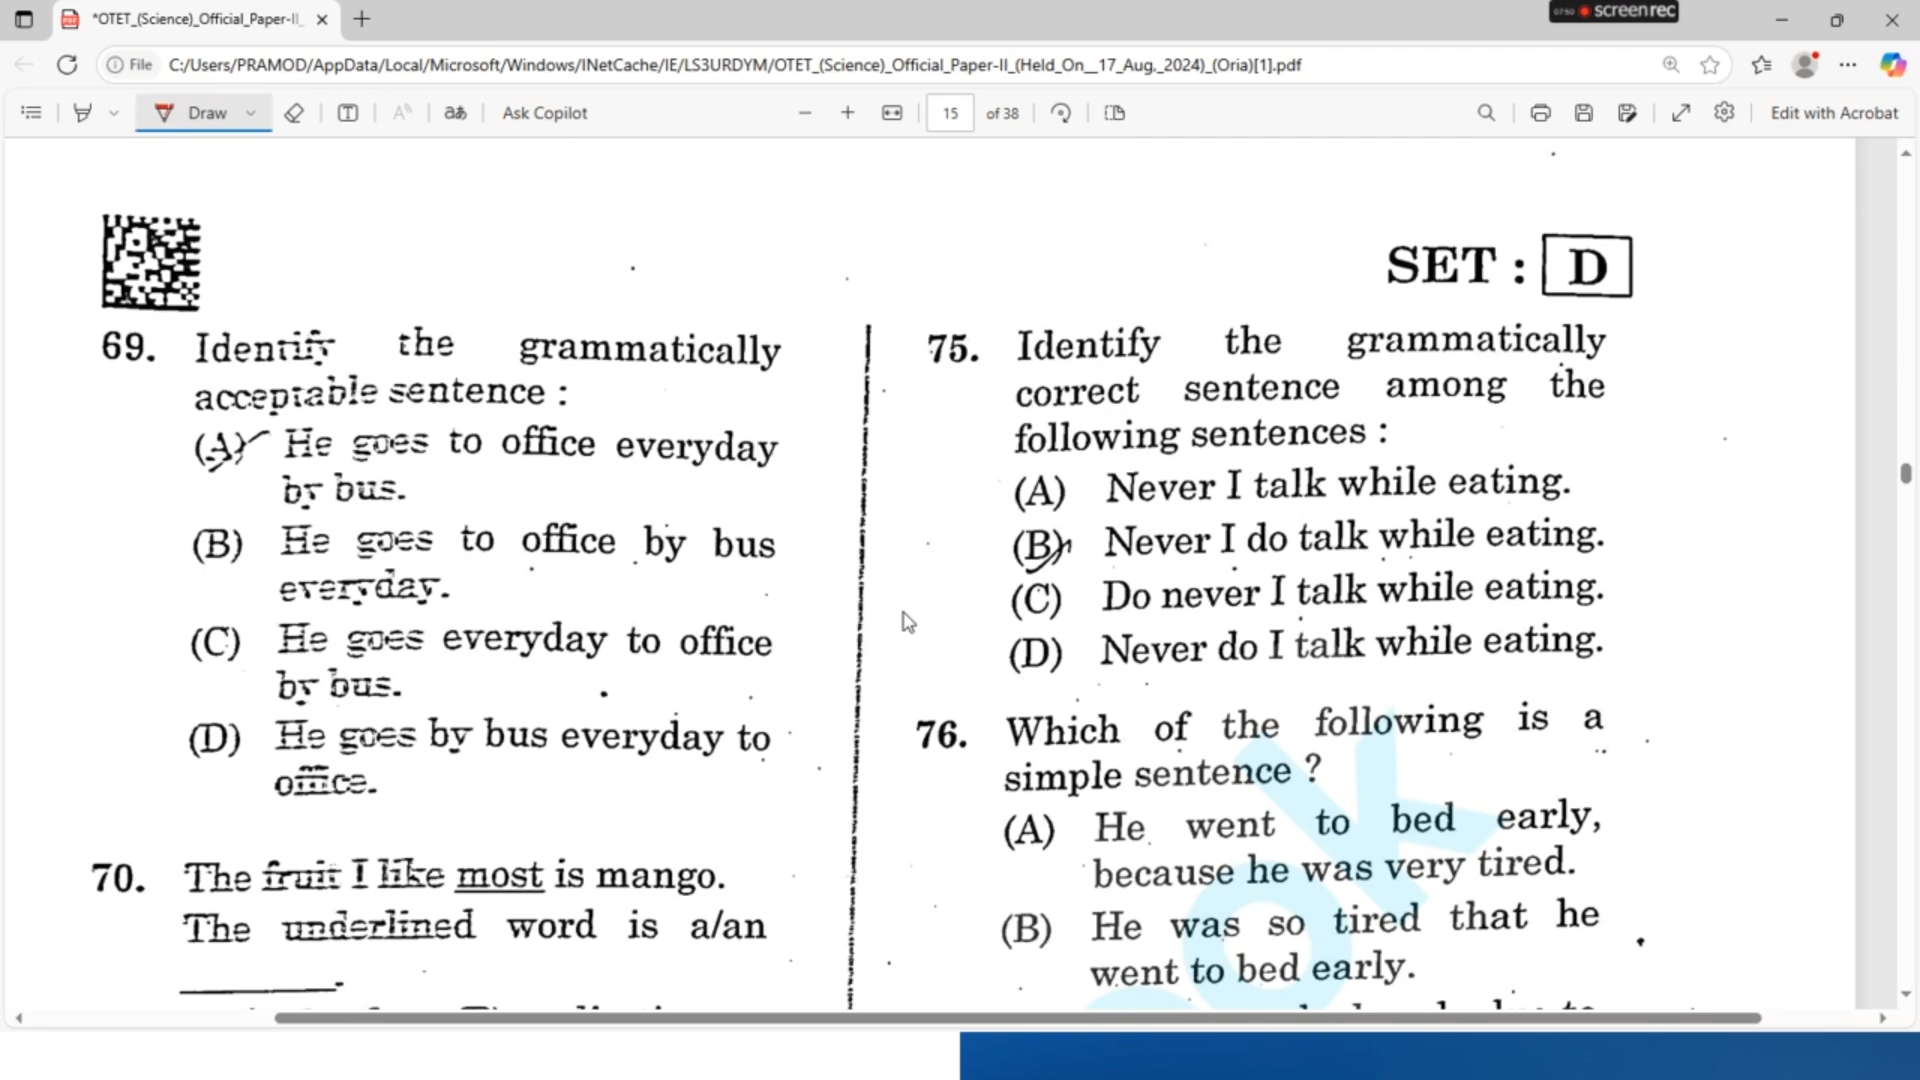 *OTET_(Science)_Official_Paper-II_
07:50 screenrec
File C:/Users/PRAMOD/AppData/Local/Microsoft/Windows/INetCache/IE/LS3URDYM/OTET_(Science)_Official_Paper-II_(Held_On__17_Aug,_2024)_(Oria)[1].pdf
Draw aあ Ask Copilot 15 of 38 Edit with Acrobat
SET : D
69. Identify the grammatically
acceptable sentence :
(A) He goes to office everyday
by bus.
(B) He goes to office by bus
everyday.
(C) He goes everyday to office
by bus.
(D) He goes by bus everyday to
office.
70. The fruit I like most is mango.
The underlined word is a/an
75. Identify the grammatically
correct sentence among the
following sentences :
(A) Never I talk while eating.
(B) Never I do talk while eating.
(C) Do never I talk while eating.
(D) Never do I talk while eating.
76. Which of the following is a
simple sentence ?
(A) He went to bed early,
because he was very tired.
(B) He was so tired that he
went to bed early.